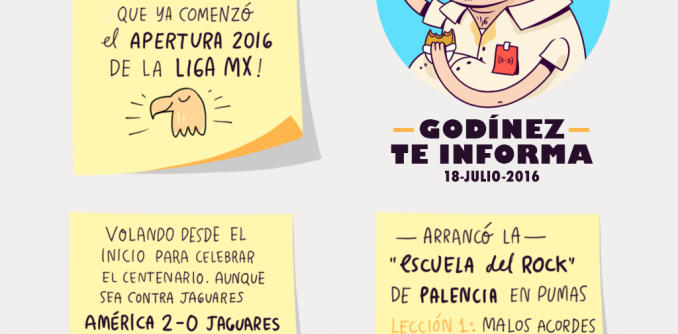 QUE YA COMENZÓ
el APERTURA 2016
DE LA LIGA MX!
GODÍNEZ
TE INFORMA
18-JULIO-2016
VOLANDO DESDE EL
INICIO PARA CELEBRAR
EL CENTENARIO. AUNQUE
SEA CONTRA JAGUARES
AMÉRICA 2-0 JAGUARES
— ARRANCÓ LA —
"escuela del ROCK"
DE PALENCIA EN PUMAS
LECCIÓN 1: MALOS ACORDES